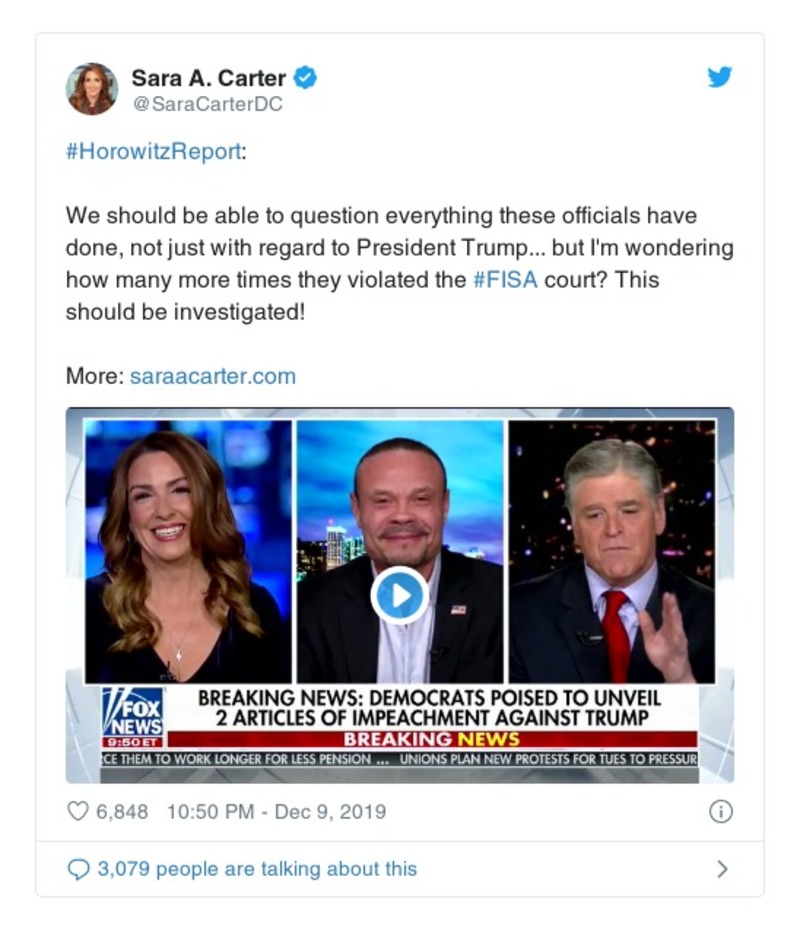 Sara A. Carter
@SaraCarterDC
#HorowitzReport:
We should be able to question everything these officials have
done, not just with regard to President Trump... but I'm wondering
how many more times they violated the #FISA court? This
should be investigated!
More: saraacarter.com
BREAKING NEWS: DEMOCRATS POISED TO UNVEIL
2 ARTICLES OF IMPEACHMENT AGAINST TRUMP
FOX
NEWS
9:50 ET
BREAKING NEWS
CE THEM TO WORK LONGER FOR LESS PENSION ... UNIONS PLAN NEW PROTESTS FOR TUES TO PRESSUR
6,848 10:50 PM - Dec 9, 2019
3,079 people are talking about this